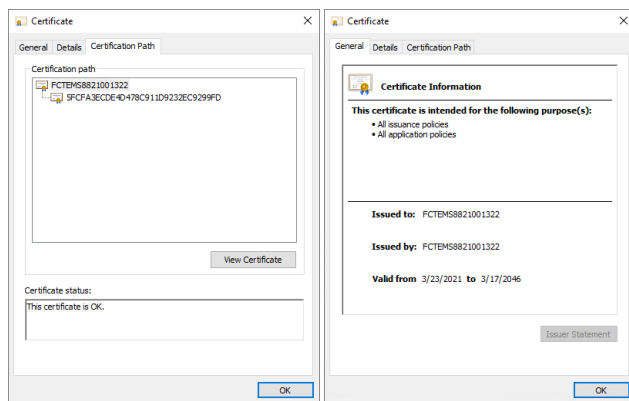 Certificate
General Details Certification Path
Certification path
FCTEMS8821001322
5FCFA3ECDE4D478C911D9232EC9299FD
View Certificate
Certificate status:
This certificate is OK.
OK
Certificate
General Details Certification Path
Certificate Information
This certificate is intended for the following purpose(s):
• All issuance policies
• All application policies
Issued to: FCTEMS8821001322
Issued by: FCTEMS8821001322
Valid from 3/23/2021 to 3/17/2046
Issuer Statement
OK